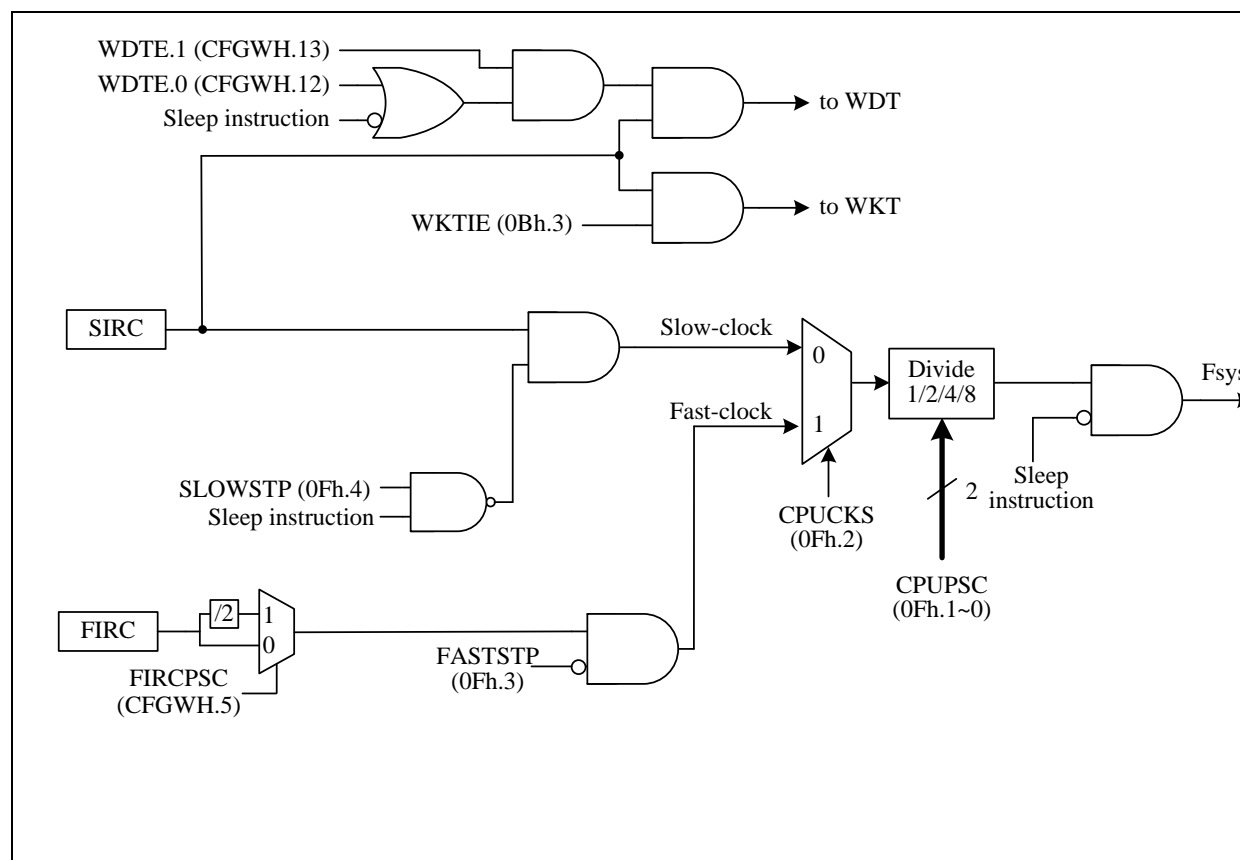 WDTE.1 (CFGWH.13)
WDTE.0 (CFGWH.12)
Sleep instruction
to WDT
WKTIE (0Bh.3)
to WKT
SIRC
Slow-clock
0
Divide
1/2/4/8
Fsys
Fast-clock
1
SLOWSTP (0Fh.4)
Sleep instruction
CPUCKS
(0Fh.2)
2
Sleep
instruction
CPUPSC
(0Fh.1~0)
FIRC
/2
1
0
FIRCPSC
(CFGWH.5)
FASTSTP
(0Fh.3)